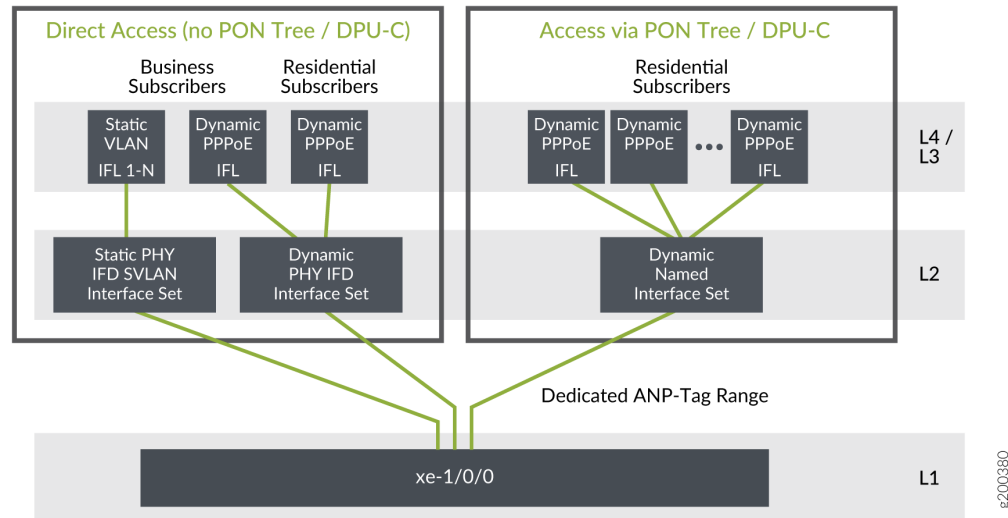 Direct Access (no PON Tree / DPU-C)
Business
Subscribers
Residential
Subscribers
Static
VLAN
IFL 1-N
Dynamic
PPPoE
IFL
Dynamic
PPPoE
IFL
Static PHY
IFD SVLAN
Interface Set
Dynamic
PHY IFD
Interface Set
Access via PON Tree / DPU-C
Residential
Subscribers
Dynamic
PPPoE
IFL
Dynamic
PPPoE
•••
Dynamic
PPPoE
IFL
Dynamic
Named
Interface Set
L4 /
L3
L2
Dedicated ANP-Tag Range
xe-1/0/0
L1
g200380